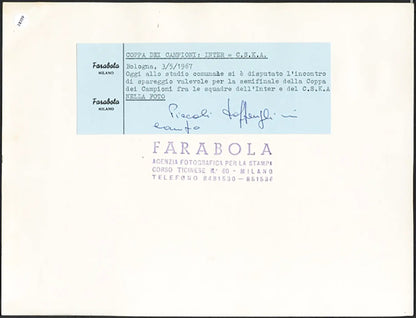 COPPA DEI CAMPIONI: INTER - C.S.K.A.
Farabola
MILANO
Bologna, 3/5/1967
Oggi allo stadio comunale si è disputato l'incontro
di spareggio valevole per la semifinale della Coppa
dei Campioni fra le squadre dell'Inter e del C.S.K.A
Farabola
MILANO
NELLA FOTO
FARABOLA
AGENZIA FOTOGRAFICA PER LA STAMPA
CORSO TICINESE N. 60 - MILANO